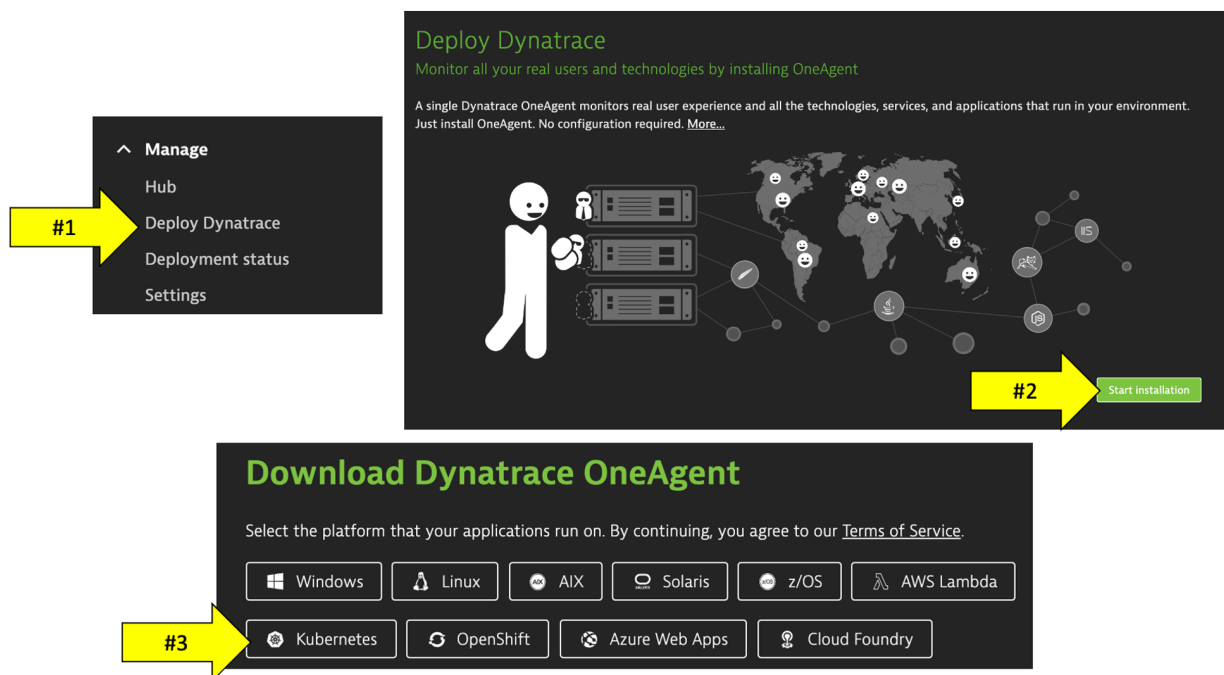 Deploy Dynatrace
Monitor all your real users and technologies by installing OneAgent
A single Dynatrace OneAgent monitors real user experience and all the technologies, services, and applications that run in your environment.
Just install OneAgent. No configuration required. More...
Manage
Hub
#1
Deploy Dynatrace
Deployment status
Settings
IIS
JS
#2
Start installation
Download Dynatrace OneAgent
Select the platform that your applications run on. By continuing, you agree to our Terms of Service.
Windows
Linux
AIX AIX
Solaris
z/OS z/OS
AWS Lambda
#3
Kubernetes
OpenShift
Azure Web Apps
Cloud Foundry